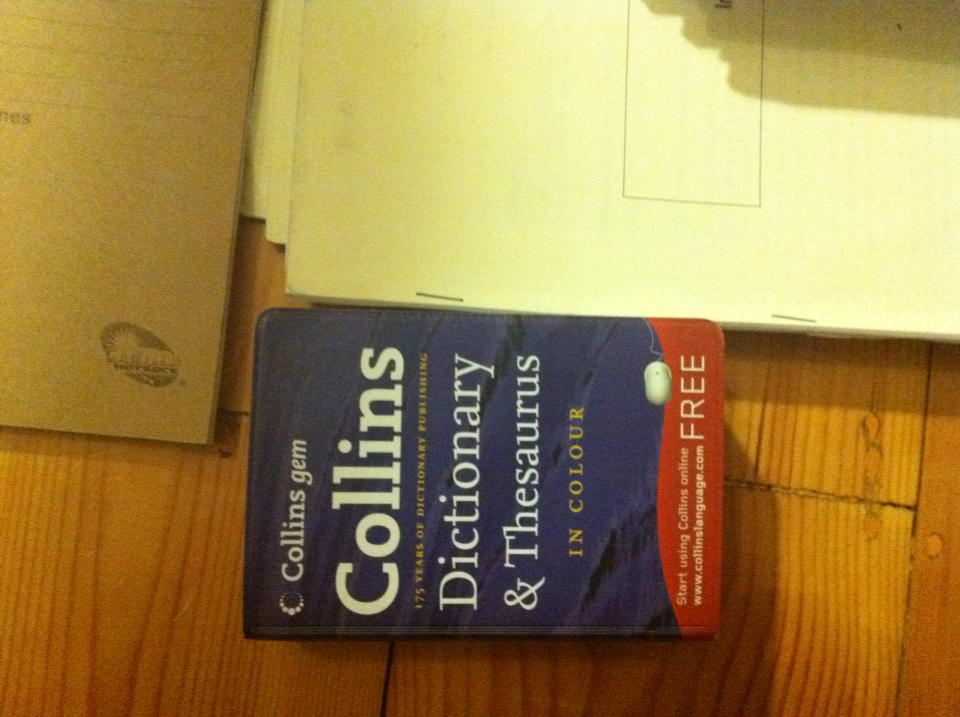 Collins gem
Collins
175 YEARS OF DICTIONARY PUBLISHING
Dictionary
& Thesaurus
IN COLOUR
Start using Collins online
www.collinslanguage.com
FREE